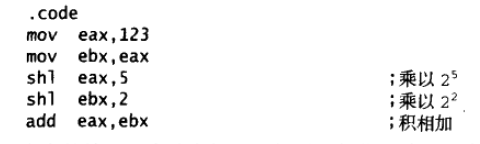 .code
mov eax,123
mov ebx,eax
shl eax,5 ;乘以 2⁵
shl ebx,2 ;乘以 2²
add eax,ebx ;积相加